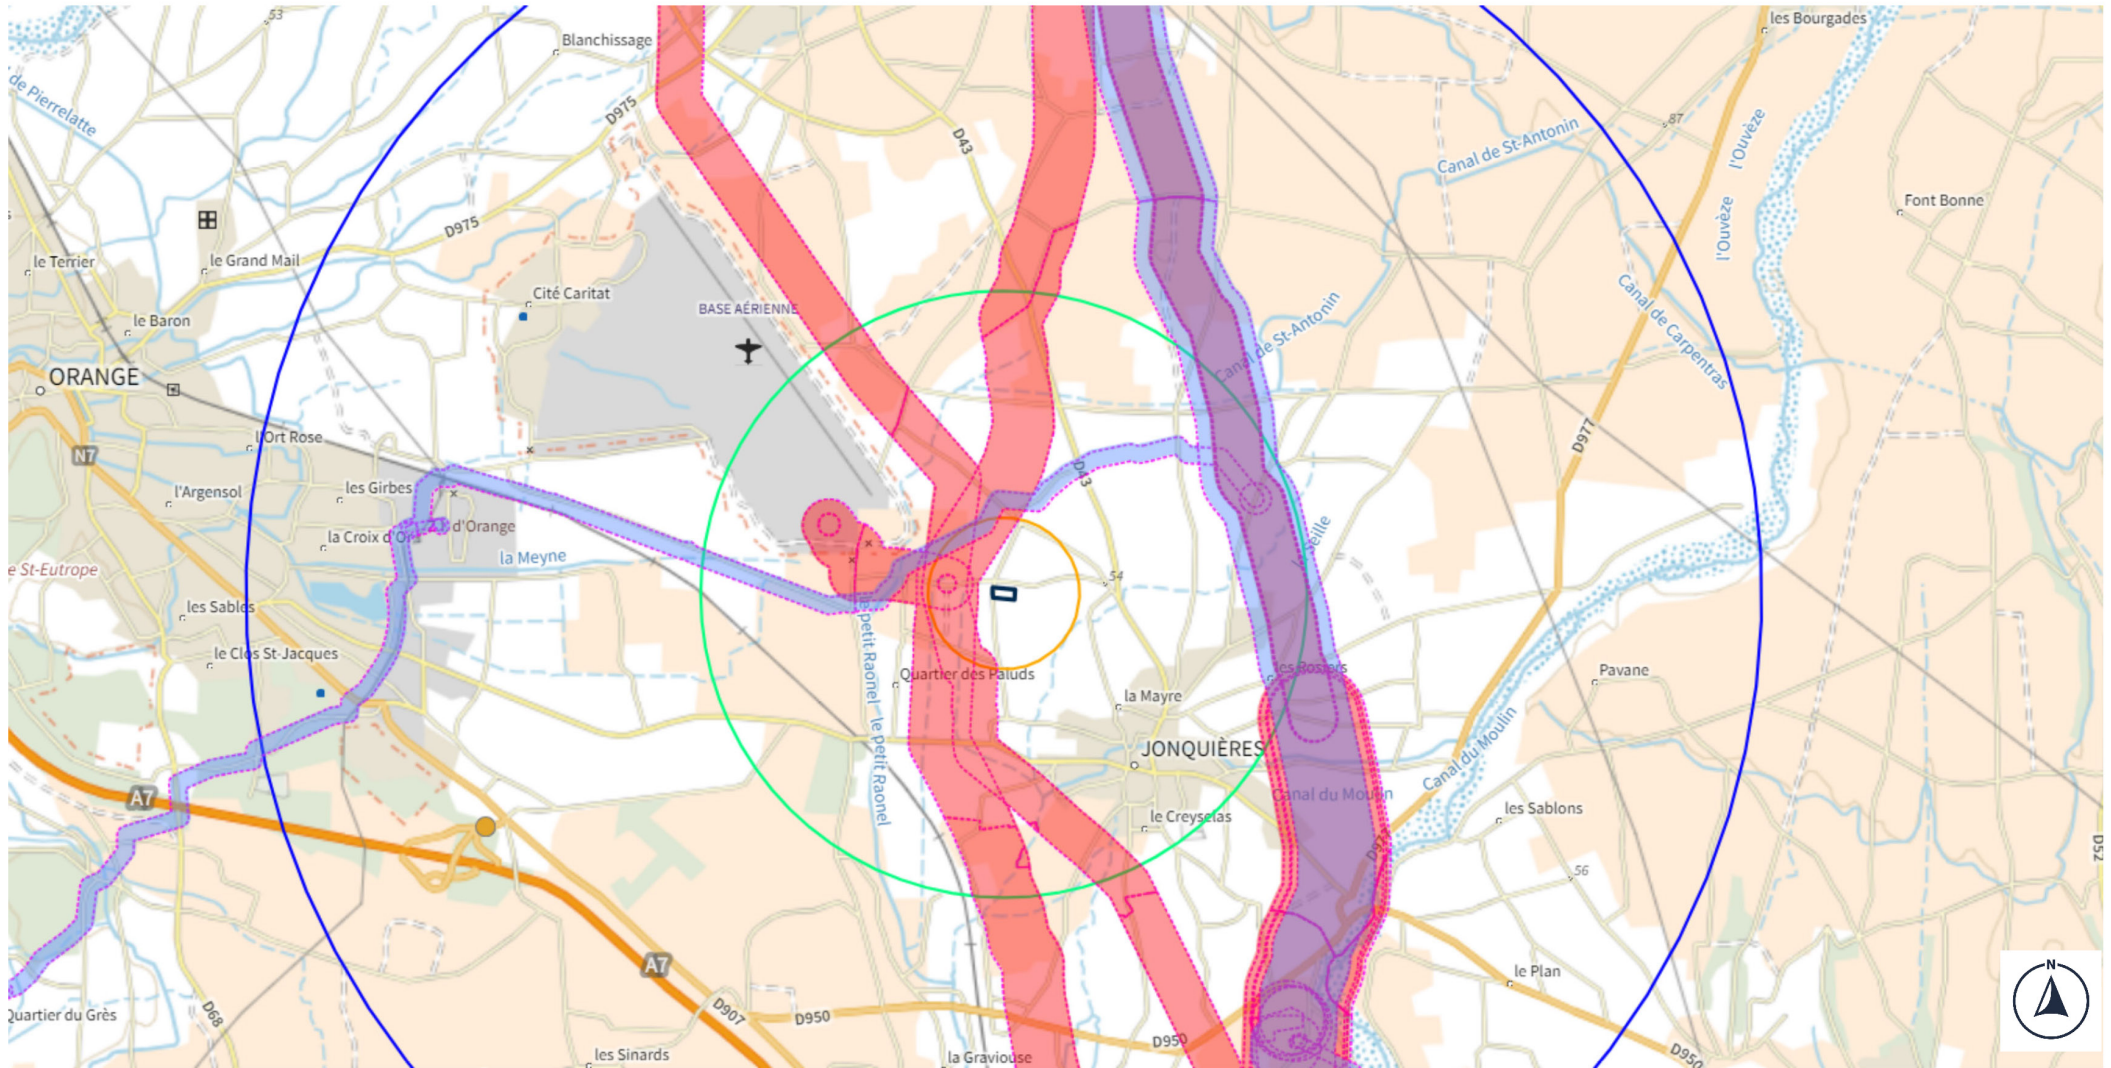 53
Blanchissage
les Bourgades
de Pierrelatte
D975
D43
87
Canal de St-Antonin
l'Ouvèze
D975
l'Ouvèze
Font Bonne
le Terrier
le Grand Mail
Cité Caritat
BASE AÉRIENNE
Canal de St-Antonin
Canal de Carpentras
le Baron
ORANGE
l'Ort Rose
D977
N7
D43
l'Argensol
les Girbes
d'Orange
la Croix d'Or
Seille
la Meyne
e St-Eutrope
54
les Sables
le petit Raonel
le Clos St-Jacques
Quartier des Paluds
les Rosiers
Pavane
la Mayre
JONQUIÈRES
le petit Raonel
Canal du Moulin
A7
Canal du Moulin
le Creyselas
les Sablons
D977
D52
56
A7
le Plan
N
D68
Quartier du Grès
D907
D950
D950
D950
les Sinards
la Graviouse